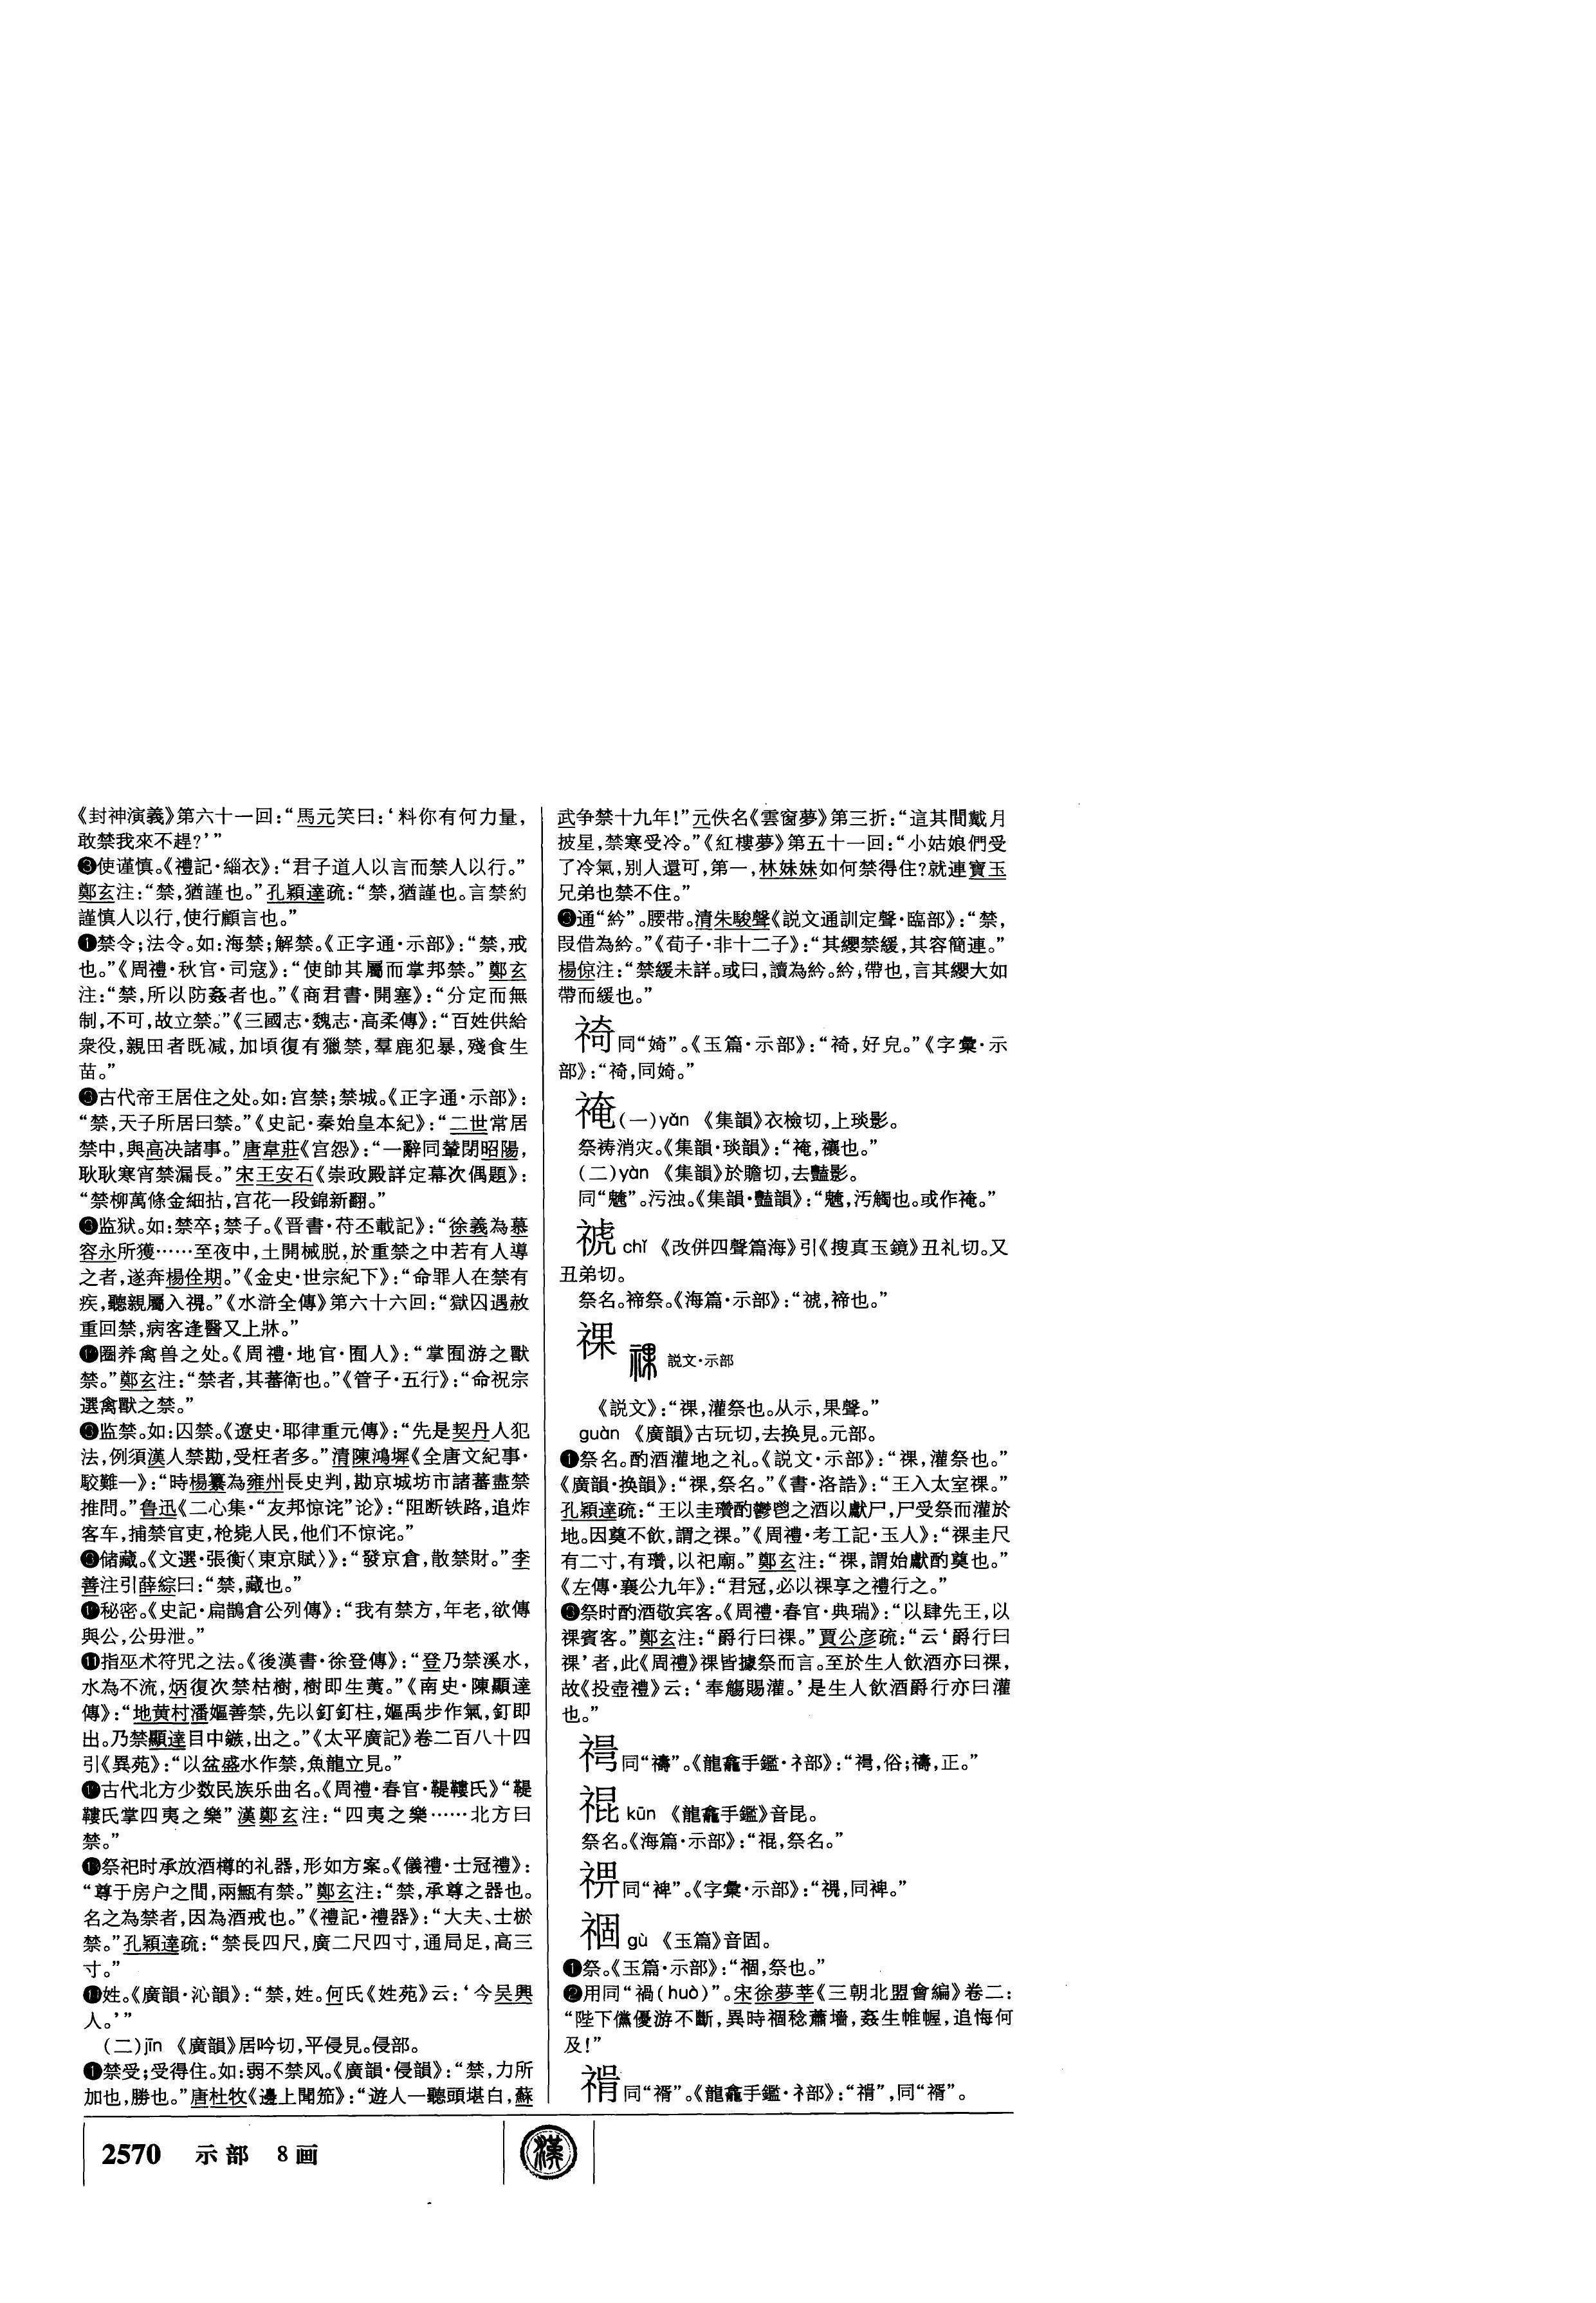 《封神演義》第六十一回：“馬元笑曰：‘料你有何力量，
敢禁我來不趕？’”
❸使谨慎。《禮記·緇衣》：“君子道人以言而禁人以行。”
鄭玄注：“禁，猶謹也。”孔穎達疏：“禁，猶謹也。言禁約
謹慎人以行，使行顧言也。”
禁令；法令。如：海禁；解禁。《正字通·示部》：“禁，戒
也。”《周禮·秋官·司寇》：“使帥其屬而掌邦禁。”鄭玄
注：“禁，所以防姦者也。”《商君書·開塞》：“分定而無
制，不可，故立禁。”《三國志·魏志·高柔傳》：“百姓供給
衆役，親田者既减，加頃復有獵禁，羣鹿犯暴，殘食生
苗。”
古代帝王居住之处。如：宫禁；禁城。《正字通·示部》：
“禁，天子所居曰禁。”《史記·秦始皇本紀》：“二世常居
禁中，與高决諸事。”唐韋莊《宫怨》：“一辭同輦閉昭陽，
耿耿寒宵禁漏長。”宋王安石《崇政殿詳定幕次偶題》：
“禁柳萬條金細拈，宫花一段錦新翻。”
监狱。如：禁卒；禁子。《晋書·苻丕載記》：“徐義為慕
容永所獲……至夜中，土開械脱，於重禁之中若有人導
之者，遂奔楊佺期。”《金史·世宗紀下》：“命罪人在禁有
疾，聽親屬入視。”《水滸全傳》第六十六回：“獄囚遇赦
重回禁，病客逢醫又上牀。”
圈养禽兽之处。《周禮·地官·囿人》：“掌囿游之獸
禁。”鄭玄注：“禁者，其蕃衛也。”《管子·五行》：“命祝宗
選禽獸之禁。”
监禁。如：囚禁。《遼史·耶律重元傳》：“先是契丹人犯
法，例須漢人禁勘，受枉者多。”清陳鴻墀《全唐文紀事·
駁難一》：“時楊纂為雍州長史判，勘京城坊市諸蕃盡禁
推問。”鲁迅《二心集·“友邦惊诧”论》：“阻断铁路，追炸
客车，捕禁官吏，枪毙人民，他们不惊诧。”
储藏。《文選·張衡〈東京賦〉》：“發京倉，散禁財。”李
善注引薛綜曰：“禁，藏也。”
秘密。《史記·扁鵲倉公列傳》：“我有禁方，年老，欲傳
與公，公毋泄。”
⓫指巫术符咒之法。《後漢書·徐登傳》：“登乃禁溪水，
水為不流，炳復次禁枯樹，樹即生荑。”《南史·陳顯達
傳》：“地黄村潘嫗善禁，先以釘釘柱，嫗禹步作氣，釘即
出。乃禁顯達目中鏃，出之。”《太平廣記》卷二百八十四
引《異苑》：“以盆盛水作禁，魚龍立見。”
古代北方少数民族乐曲名。《周禮·春官·鞮鞻氏》“鞮
鞻氏掌四夷之樂”漢鄭玄注：“四夷之樂……北方曰
禁。”
祭祀时承放酒樽的礼器，形如方案。《儀禮·士冠禮》：
“尊于房户之間，兩甒有禁。”鄭玄注：“禁，承尊之器也。
名之為禁者，因為酒戒也。”《禮記·禮器》：“大夫、士棜
禁。”孔穎達疏：“禁長四尺，廣二尺四寸，通局足，高三
寸。”
姓。《廣韻·沁韻》：“禁，姓。何氏《姓苑》云：‘今吴興
人。’”
（二）jīn 《廣韻》居吟切，平侵見。侵部。
❶禁受；受得住。如：弱不禁风。《廣韻·侵韻》：“禁，力所
加也，勝也。”唐杜牧《邊上聞笳》：“遊人一聽頭堪白，蘇
武争禁十九年！”元佚名《雲窗夢》第三折：“這其間戴月
披星，禁寒受冷。”《紅樓夢》第五十一回：“小姑娘們受
了冷氣，别人還可，第一，林妹妹如何禁得住？就連寶玉
兄弟也禁不住。”
通“紟”。腰带。清朱駿聲《説文通訓定聲·臨部》：“禁，
叚借為紟。”《荀子·非十二子》：“其纓禁緩，其容簡連。”
楊倞注：“禁緩未詳。或曰，讀為紟。紟，帶也，言其纓大如
帶而緩也。”
䄎同“婍”。《玉篇·示部》：“䄎，好皃。”《字彙·示
部》：“䄎，同婍。”
䄋（一）yǎn 《集韻》衣檢切，上琰影。
祭祷消灾。《集韻·琰韻》：“䄋，禳也。”
（二）yàn 《集韻》於贍切，去豔影。
同“䰪”。污浊。《集韻·豔韻》：“䰪，汚觸也。或作䄋。”
祇 chǐ 《改併四聲篇海》引《搜真玉鏡》丑礼切。又
丑弟切。
祭名。禘祭。《海篇·示部》：“䄜，禘也。”
祼 祼 説文·示部
《説文》：“祼，灌祭也。从示，果聲。”
guàn 《廣韻》古玩切，去换見。元部。
❶祭名。酌酒灌地之礼。《説文·示部》：“祼，灌祭也。”
《廣韻·换韻》：“祼，祭名。”《書·洛誥》：“王入太室祼。”
孔穎達疏：“王以圭瓚酌鬱鬯之酒以獻尸，尸受祭而灌於
地。因奠不飲，謂之祼。”《周禮·考工記·玉人》：“祼圭尺
有二寸，有瓚，以祀廟。”鄭玄注：“祼，謂始獻酌奠也。”
《左傳·襄公九年》：“君冠，必以祼享之禮行之。”
祭时酌酒敬宾客。《周禮·春官·典瑞》：“以肆先王，以
祼賓客。”鄭玄注：“爵行曰祼。”賈公彦疏：“云‘爵行曰
祼’者，此《周禮》祼皆據祭而言。至於生人飲酒亦曰祼，
故《投壺禮》云：‘奉觴賜灌。’是生人飲酒爵行亦曰灌
也。”
同“禱”。《龍龕手鑑·礻部》：“，俗；禱，正。”
祵 kūn 《龍龕手鑑》音昆。
祭名。《海篇·示部》：“，祭名。”
同“裨”。《字彙·示部》：“，同裨。”
祻 gù 《玉篇》音固。
❶祭。《玉篇·示部》：“祻，祭也。”
❷用同“禍（huò）”。宋徐夢莘《三朝北盟會編》卷二：
“陛下儻優游不斷，異時祻稔蕭墻，姦生帷幄，追悔何
及！”
同“禙”。《龍龕手鑑·礻部》：“”，同“”。
2570 示部 8画
漢